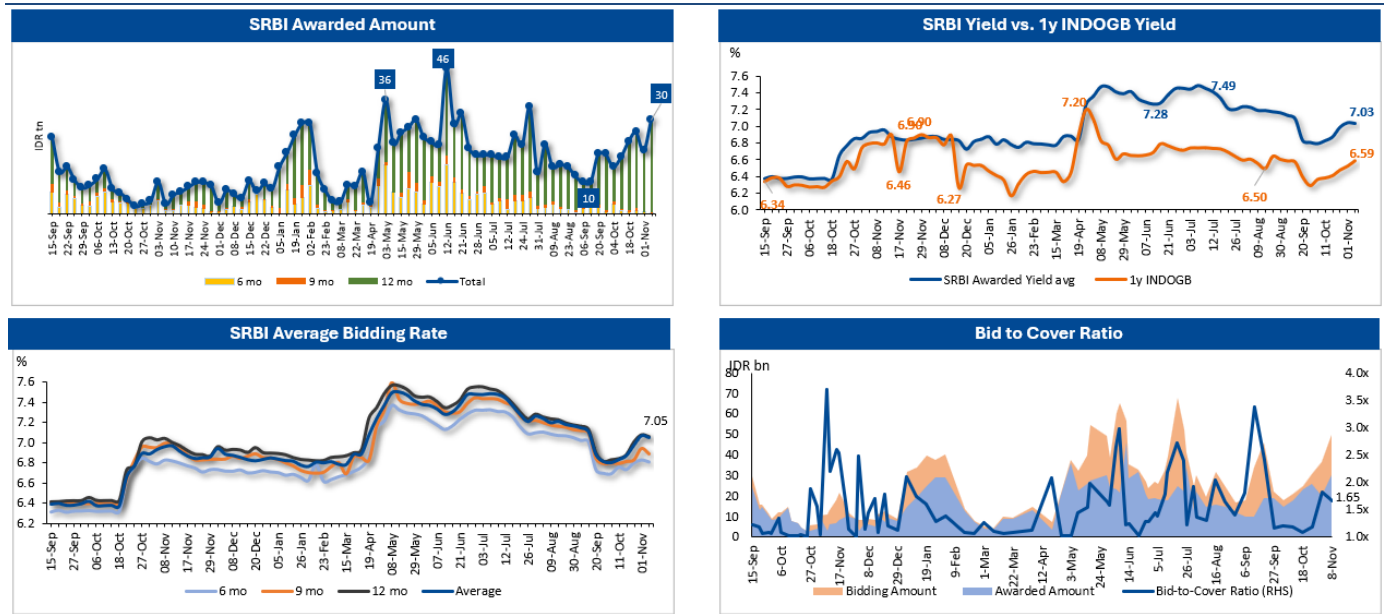 SRBI Awarded Amount
IDR tn
36
46
10
30
15-Sep
22-Sep
29-Sep
06-Oct
13-Oct
20-Oct
27-Oct
03-Nov
10-Nov
17-Nov
24-Nov
01-Dec
08-Dec
15-Dec
22-Dec
05-Jan
19-Jan
02-Feb
16-Feb
23-Feb
08-Mar
22-Mar
19-Apr
03-May
15-May
29-May
05-Jun
12-Jun
21-Jun
28-Jun
05-Jul
12-Jul
24-Jul
31-Jul
09-Aug
23-Aug
06-Sep
20-Sep
04-Oct
18-Oct
01-Nov
6 mo
9 mo
12 mo
Total
SRBI Yield vs. 1y INDOGB Yield
%
7.6
7.4
7.2
7.0
6.8
6.6
6.4
6.2
6.0
6.34
6.46
6.90
6.90
6.27
7.20
7.28
7.49
6.50
7.03
6.59
15-Sep
27-Sep
06-Oct
18-Oct
27-Oct
08-Nov
17-Nov
29-Nov
08-Dec
20-Dec
05-Jan
26-Jan
23-Feb
15-Mar
19-Apr
08-May
29-May
07-Jun
21-Jun
03-Jul
12-Jul
26-Jul
09-Aug
30-Aug
20-Sep
11-Oct
01-Nov
SRBI Awarded Yield avg
1y INDOGB
SRBI Average Bidding Rate
%
7.6
7.4
7.2
7.0
6.8
6.6
6.4
6.2
7.05
15-Sep
27-Sep
06-Oct
18-Oct
27-Oct
08-Nov
17-Nov
29-Nov
08-Dec
20-Dec
05-Jan
26-Jan
23-Feb
15-Mar
19-Apr
08-May
29-May
07-Jun
21-Jun
03-Jul
12-Jul
26-Jul
09-Aug
30-Aug
20-Sep
11-Oct
01-Nov
6 mo
9 mo
12 mo
Average
Bid to Cover Ratio
IDR bn
80
70
60
50
40
30
20
10
0
4.0x
3.5x
3.0x
2.5x
2.0x
1.5x
1.0x
1.65
15-Sep
6-Oct
27-Oct
17-Nov
8-Dec
29-Dec
19-Jan
9-Feb
1-Mar
22-Mar
12-Apr
3-May
24-May
14-Jun
5-Jul
26-Jul
16-Aug
6-Sep
27-Sep
18-Oct
8-Nov
Bidding Amount
Awarded Amount
Bid-to-Cover Ratio (RHS)